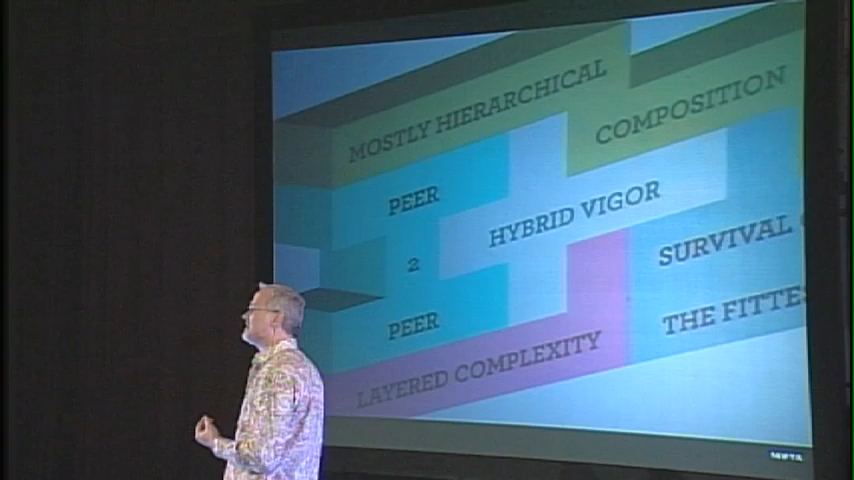 MOSTLY HIERARCHICAL
COMPOSITION
PEER
HYBRID VIGOR
2
SURVIVAL
PEER
THE FITTES
LAYERED COMPLEXITY